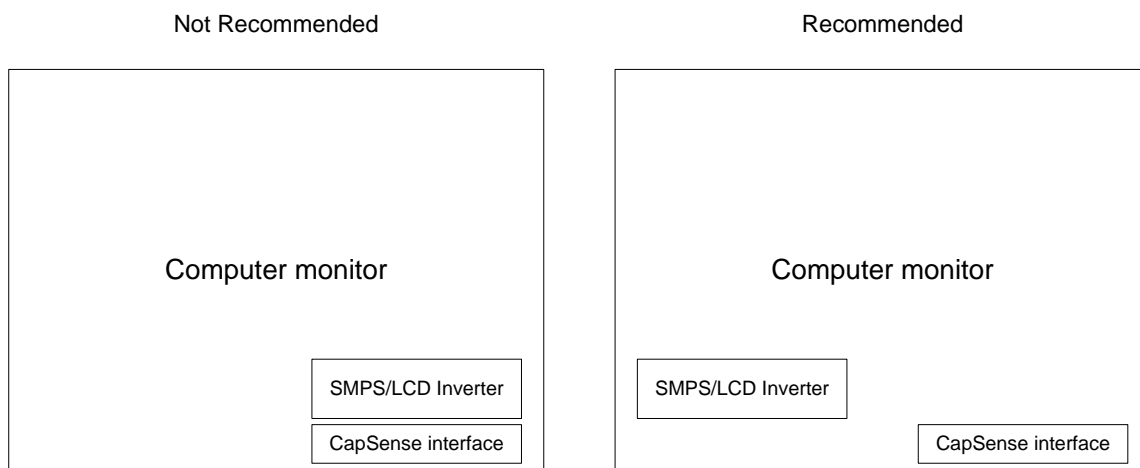 Not Recommended
Recommended
Computer monitor
Computer monitor
SMPS/LCD Inverter
CapSense interface
SMPS/LCD Inverter
CapSense interface